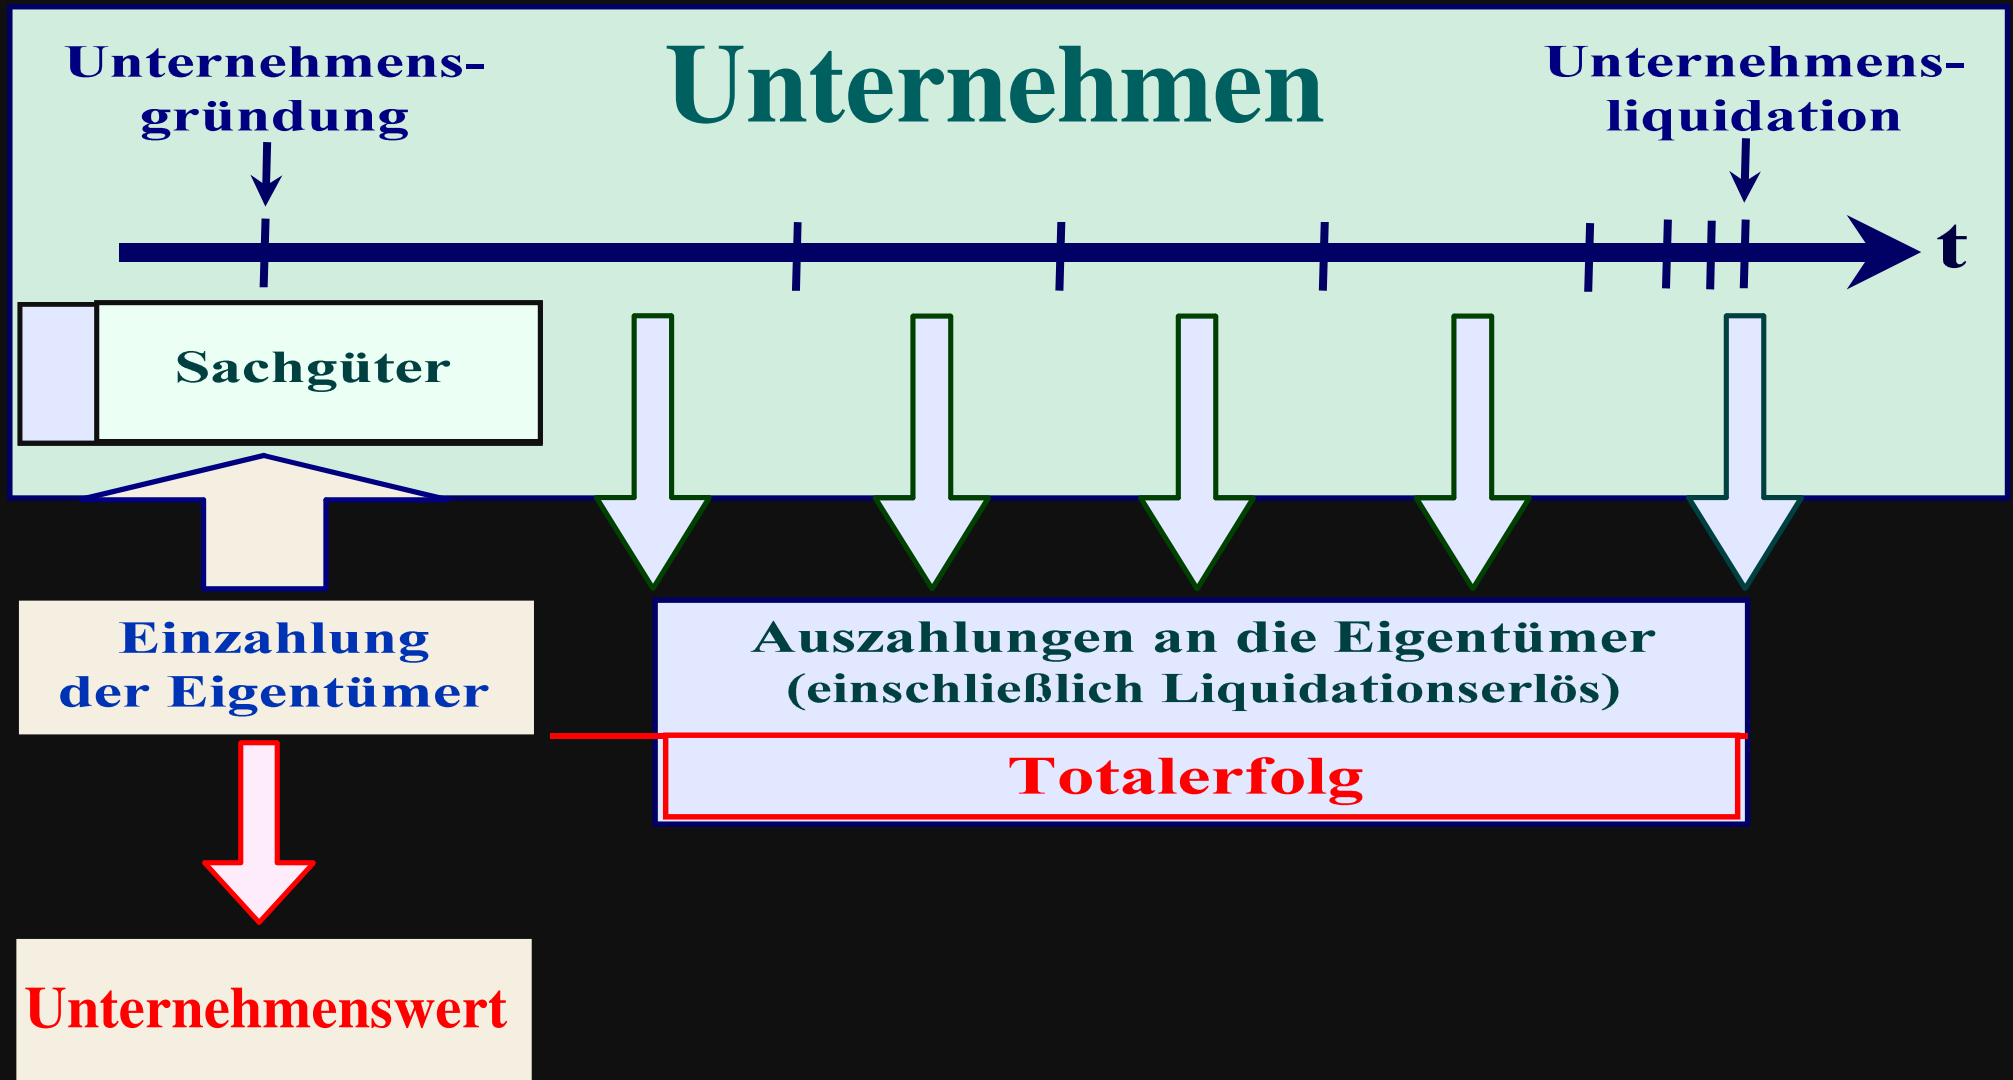 Unternehmens-
gründung
Unternehmen
Unternehmens-
liquidation
t
Sachgüter
Einzahlung
der Eigentümer
Auszahlungen an die Eigentümer
(einschließlich Liquidationserlös)
Totalerfolg
Unternehmenswert